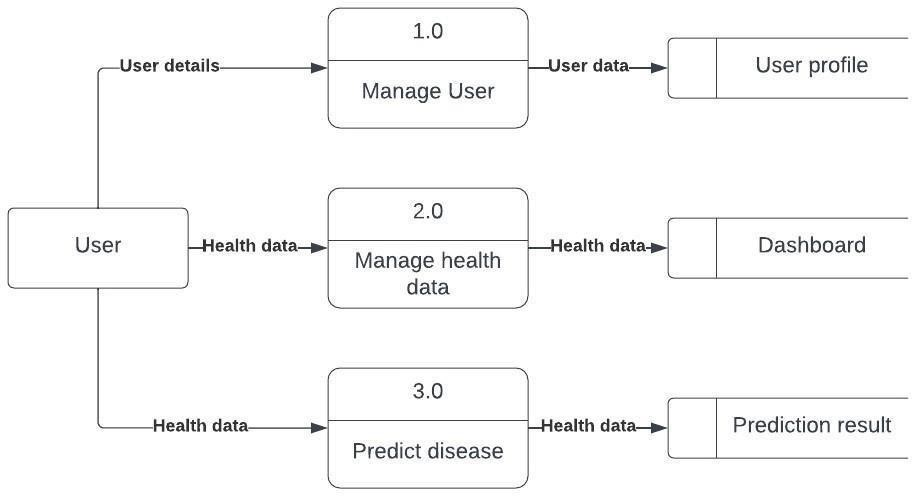 1.0
User details
Manage User
User data
User profile
2.0
User
Health data
Manage health
data
Health data
Dashboard
3.0
Health data
Predict disease
Health data
Prediction result